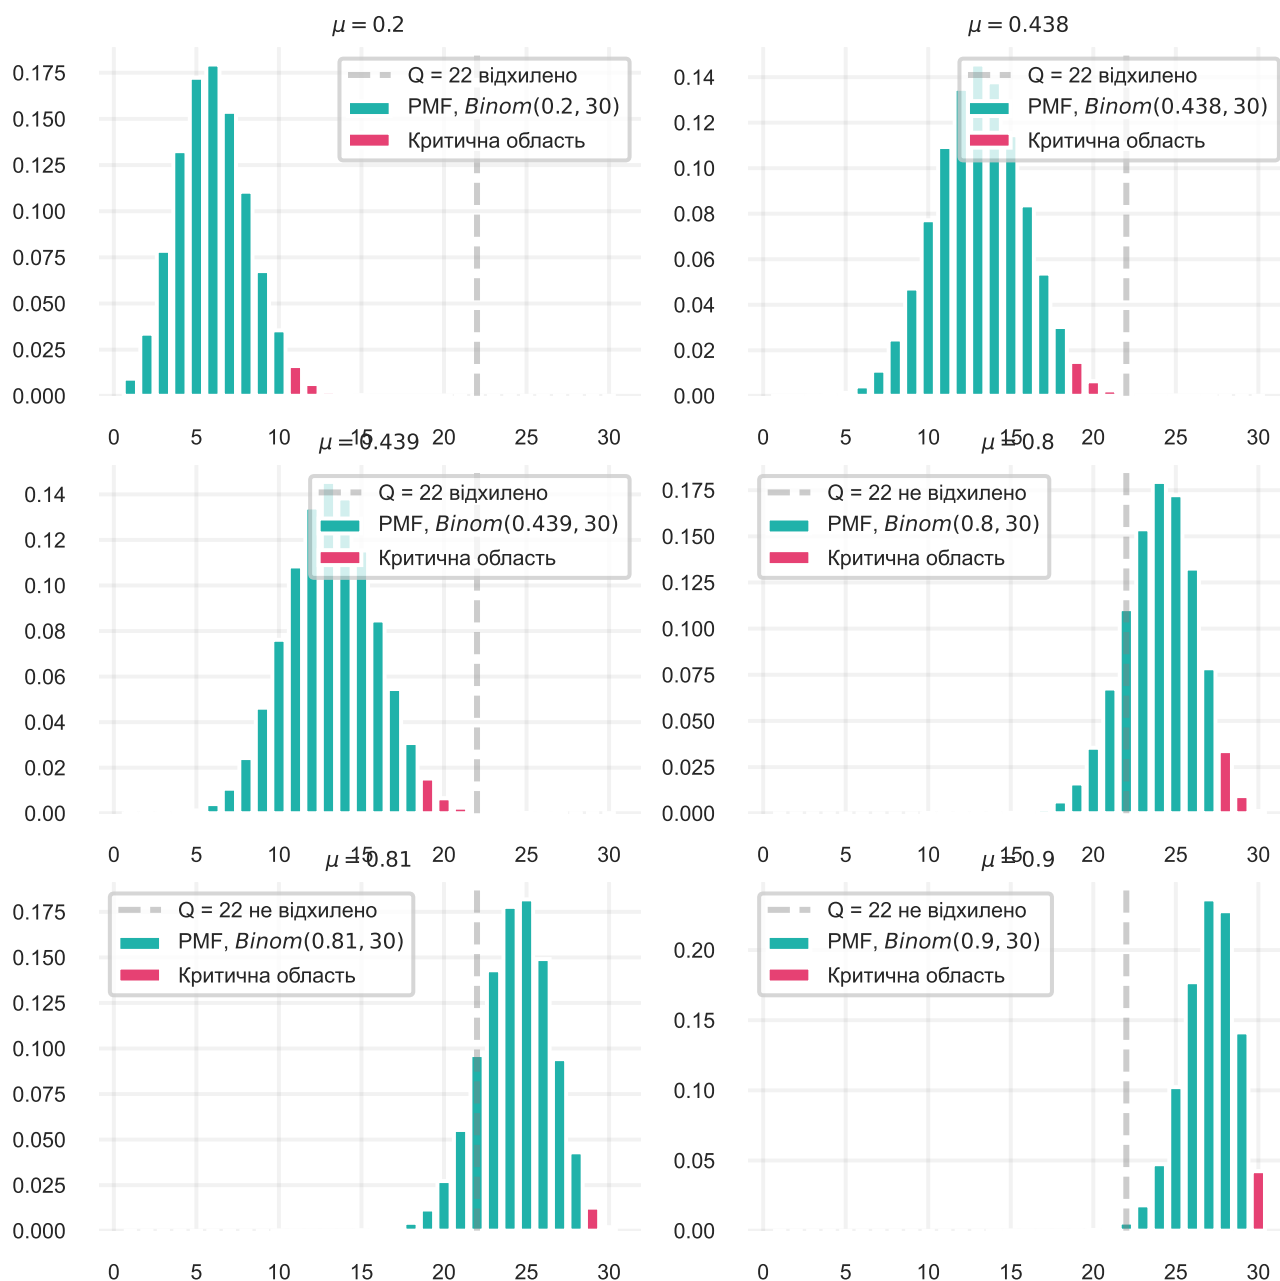 μ = 0.2
Q = 22 відхилено
PMF, Binom(0.2, 30)
Критична область
0.175
0.150
0.125
0.100
0.075
0.050
0.025
0.000
0 5 10 15 20 25 30
μ = 0.438
Q = 22 відхилено
PMF, Binom(0.438, 30)
Критична область
0.14
0.12
0.10
0.08
0.06
0.04
0.02
0.00
0 5 10 15 20 25 30
μ = 0.439
Q = 22 відхилено
PMF, Binom(0.439, 30)
Критична область
0.14
0.12
0.10
0.08
0.06
0.04
0.02
0.00
0 5 10 15 20 25 30
μ = 0.8
Q = 22 не відхилено
PMF, Binom(0.8, 30)
Критична область
0.175
0.150
0.125
0.100
0.075
0.050
0.025
0.000
0 5 10 15 20 25 30
μ = 0.81
Q = 22 не відхилено
PMF, Binom(0.81, 30)
Критична область
0.175
0.150
0.125
0.100
0.075
0.050
0.025
0.000
0 5 10 15 20 25 30
μ = 0.9
Q = 22 не відхилено
PMF, Binom(0.9, 30)
Критична область
0.20
0.15
0.10
0.05
0.00
0 5 10 15 20 25 30